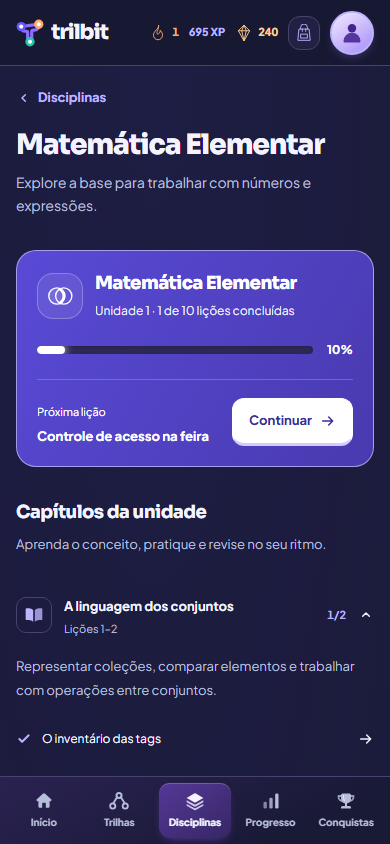 trilbit
1
695 XP
240
Disciplinas
Matemática Elementar
Explore a base para trabalhar com números e
expressões.
Matemática Elementar
Unidade 1 · 1 de 10 lições concluídas
10%
Próxima lição
Controle de acesso na feira
Continuar
Capítulos da unidade
Aprenda o conceito, pratique e revise no seu ritmo.
A linguagem dos conjuntos
Lições 1–2
1/2
Representar coleções, comparar elementos e trabalhar
com operações entre conjuntos.
O inventário das tags
Início
Trilhas
Disciplinas
Progresso
Conquistas